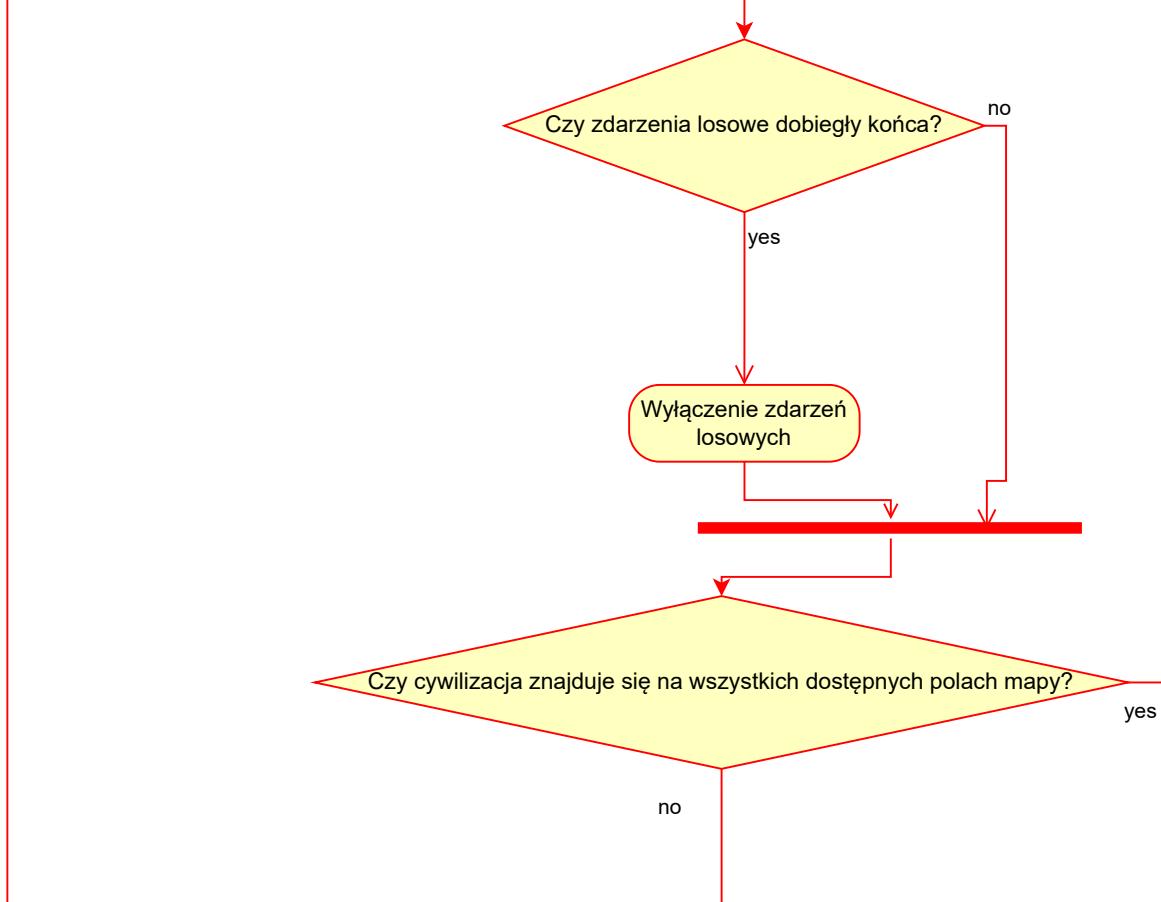 Czy zdarzenia losowe dobiegły końca?
no
yes
Wyłączenie zdarzeń
losowych
Czy cywilizacja znajduje się na wszystkich dostępnych polach mapy?
yes
no